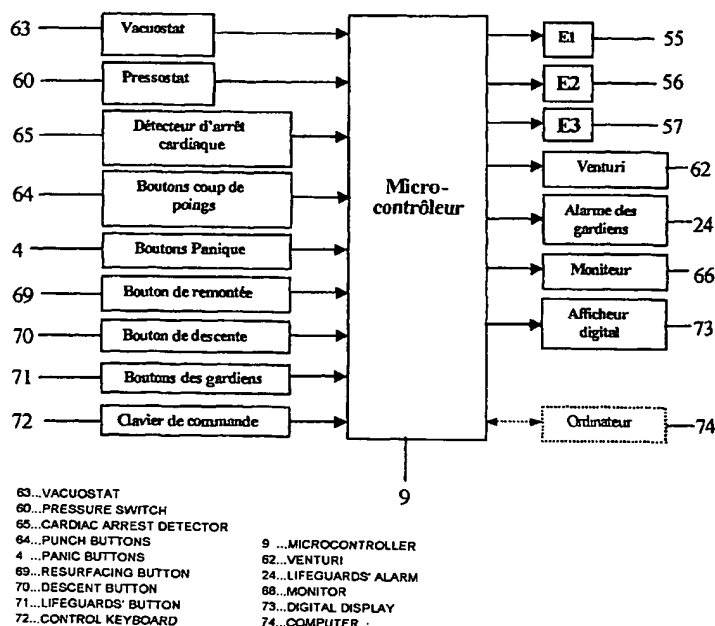 63 Vacuostat
60 Pressostat
65 Détecteur d'arrêt
cardiaque
64 Boutons coup de
poings
4 Boutons Panique
69 Bouton de remontée
70 Bouton de descente
71 Boutons des gardiens
72 Clavier de commande
Micro-
contrôleur
9
E1 55
E2 56
E3 57
Venturi 62
Alarme des
gardiens 24
Moniteur 66
Afficheur
digital 73
Ordinateur 74
63...VACUOSTAT
60...PRESSURE SWITCH
65...CARDIAC ARREST DETECTOR
64...PUNCH BUTTONS
4 ...PANIC BUTTONS
69...RESURFACING BUTTON
70...DESCENT BUTTON
71...LIFEGUARDS' BUTTON
72...CONTROL KEYBOARD
9 ...MICROCONTROLLER
62...VENTURI
24...LIFEGUARDS' ALARM
68...MONITOR
73...DIGITAL DISPLAY
74...COMPUTER